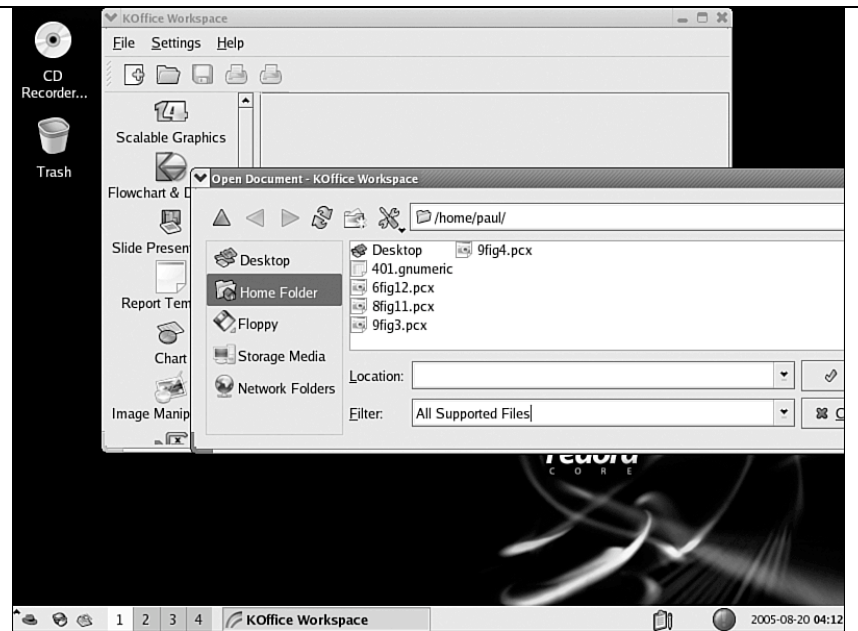 KOffice Workspace
File Settings Help
CD
Recorder...
Trash
Scalable Graphics
Flowchart & D
Slide Presen
Report Tem
Chart
Image Manip
Open Document - KOffice Workspace
/home/paul/
Desktop
Home Folder
Floppy
Storage Media
Network Folders
Desktop 9fig4.pcx
401.gnumeric
6fig12.pcx
8fig11.pcx
9fig3.pcx
Location:
Filter: All Supported Files
C
fedora
CORE
1 2 3 4 KOffice Workspace 2005-08-20 04:12